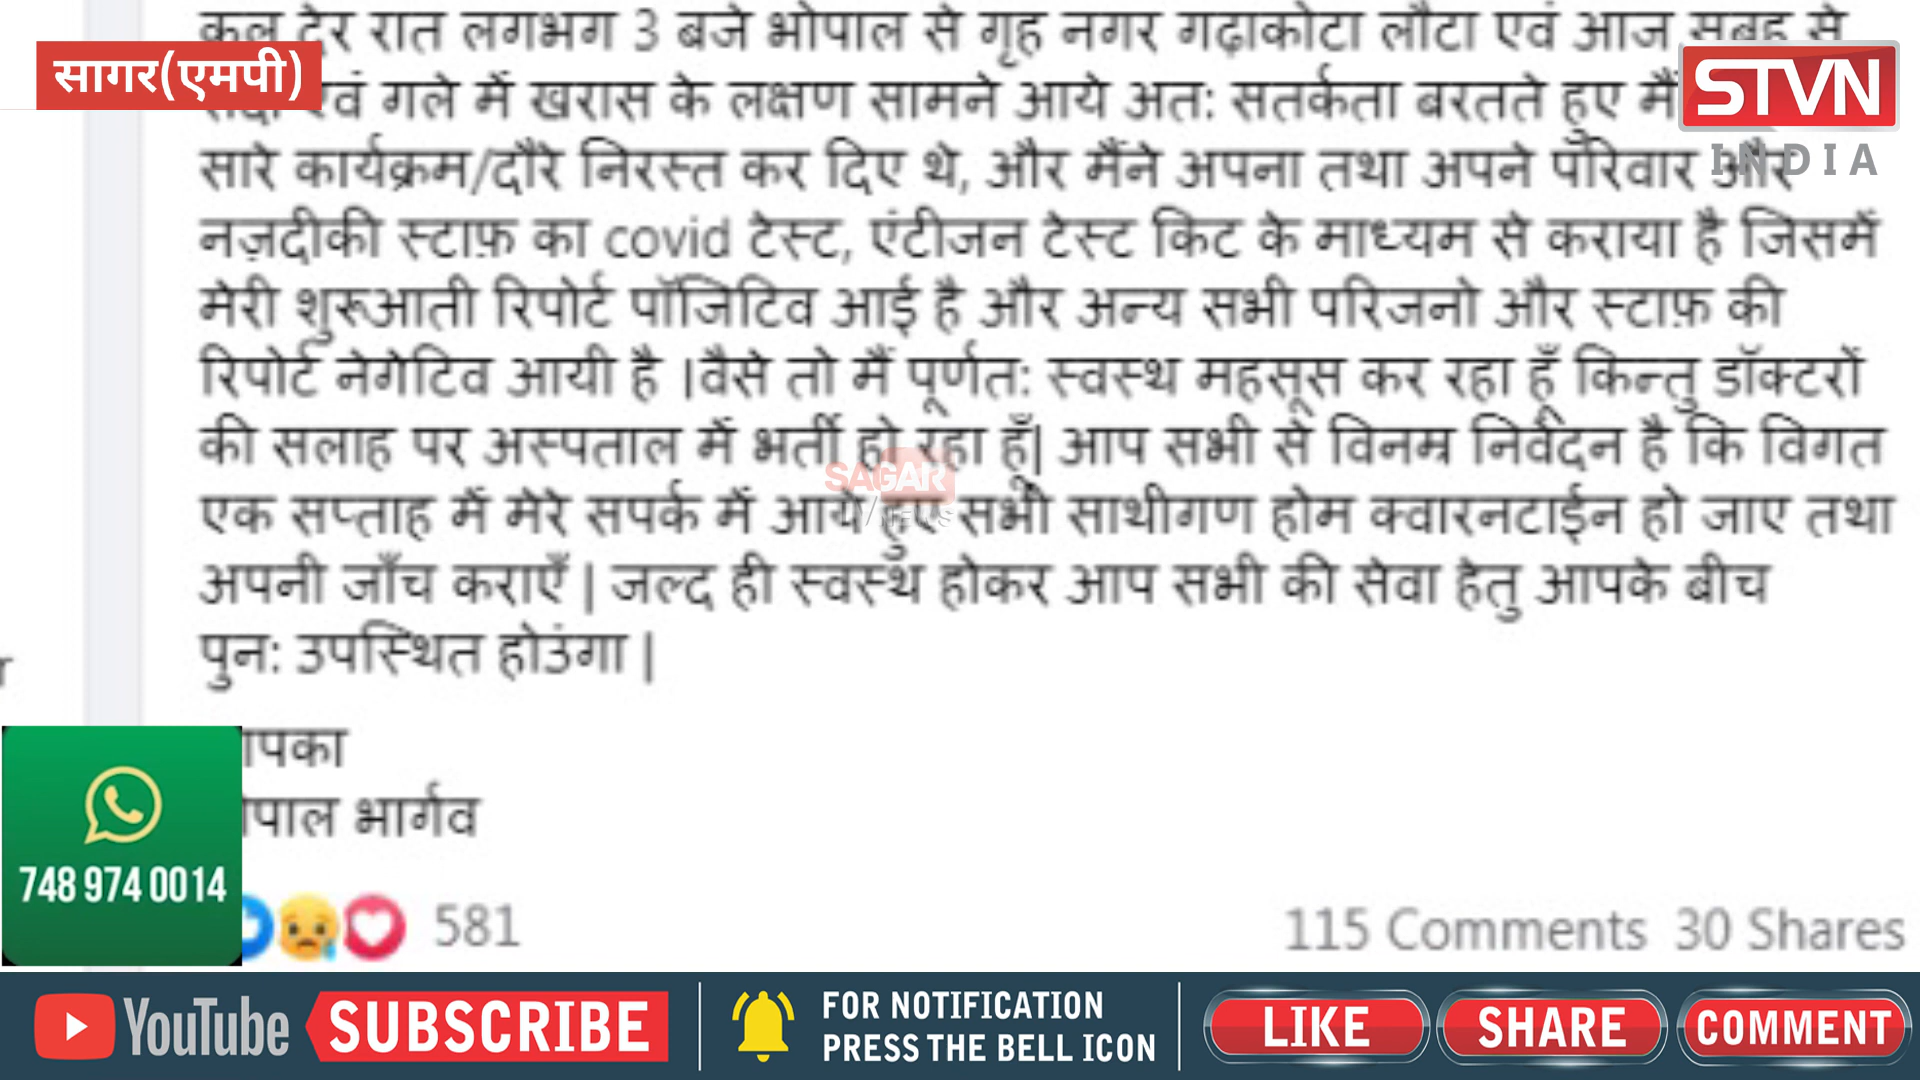 कल देर रात लगभग 3 बजे भोपाल से गृह नगर गढ़ाकोटा लौटा एवं आज सुबह से
सागर(एमपी)
STVN
INDIA
एवं गले में खरास के लक्षण सामने आये अत: सतर्कता बरतते हुए मैं
सारे कार्यक्रम/दौरे निरस्त कर दिए थे, और मैंने अपना तथा अपने परिवार और
नज़दीकी स्टाफ़ का covid टेस्ट, एंटीजन टेस्ट किट के माध्यम से कराया है जिसमें
मेरी शुरूआती रिपोर्ट पॉजिटिव आई है और अन्य सभी परिजनो और स्टाफ़ की
रिपोर्ट नेगेटिव आयी है ।वैसे तो मैं पूर्णत: स्वस्थ महसूस कर रहा हूँ किन्तु डॉक्टरों
की सलाह पर अस्पताल में भर्ती हो रहा हूँ| आप सभी से विनम्र निवेदन है कि विगत
SAGAR
TV NEWS
एक सप्ताह में मेरे सपर्क में आये हुए सभी साथीगण होम क्वारनटाईन हो जाए तथा
अपनी जाँच कराएँ | जल्द ही स्वस्थ होकर आप सभी की सेवा हेतु आपके बीच
पुन: उपस्थित होउंगा |
पका
पाल भार्गव
748 974 0014
581
115 Comments 30 Shares
YouTube SUBSCRIBE
FOR NOTIFICATION
PRESS THE BELL ICON
LIKE SHARE COMMENT